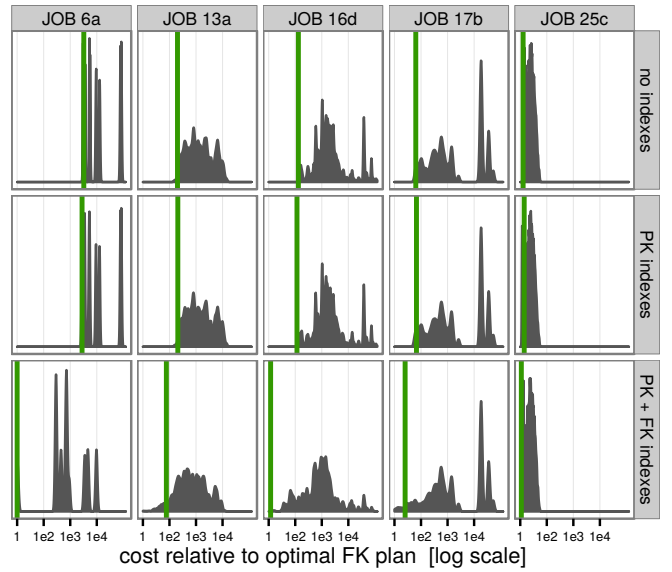 JOB 6a JOB 13a JOB 16d JOB 17b JOB 25c
no indexes
PK indexes
PK + FK indexes
1 1e2 1e3 1e4 1 1e2 1e3 1e4 1 1e2 1e3 1e4 1 1e2 1e3 1e4 1 1e2 1e3 1e4
cost relative to optimal FK plan [log scale]